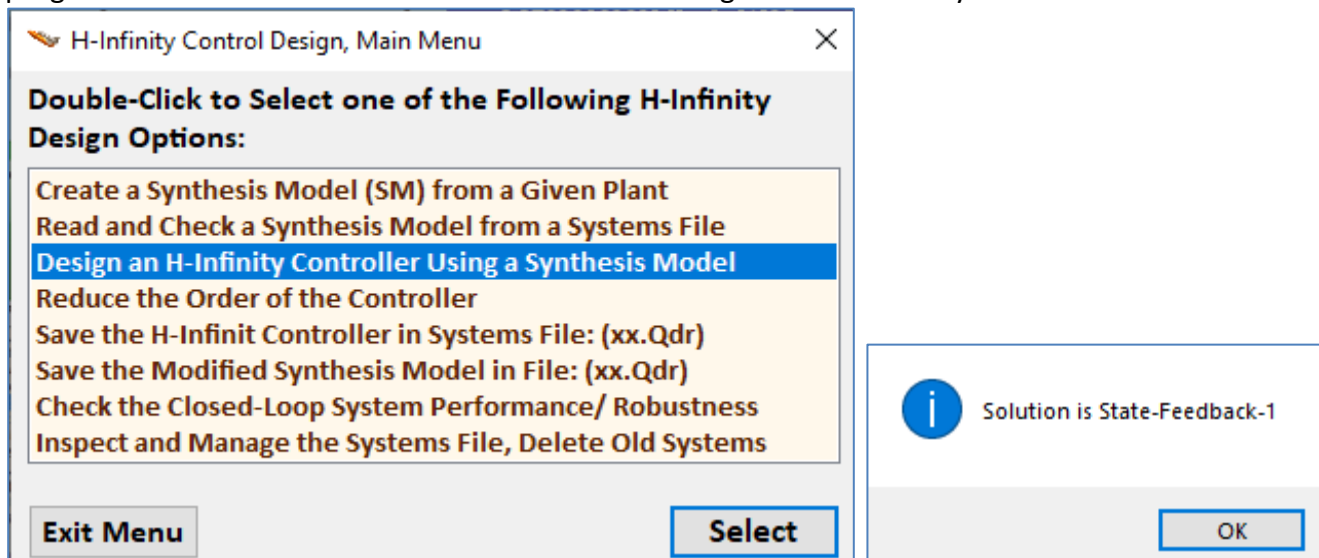 H-Infinity Control Design, Main Menu
Double-Click to Select one of the Following H-Infinity
Design Options:
Create a Synthesis Model (SM) from a Given Plant
Read and Check a Synthesis Model from a Systems File
Design an H-Infinity Controller Using a Synthesis Model
Reduce the Order of the Controller
Save the H-Infinit Controller in Systems File: (xx.Qdr)
Save the Modified Synthesis Model in File: (xx.Qdr)
Check the Closed-Loop System Performance/ Robustness
Inspect and Manage the Systems File, Delete Old Systems
Exit Menu
Select
Solution is State-Feedback-1
OK